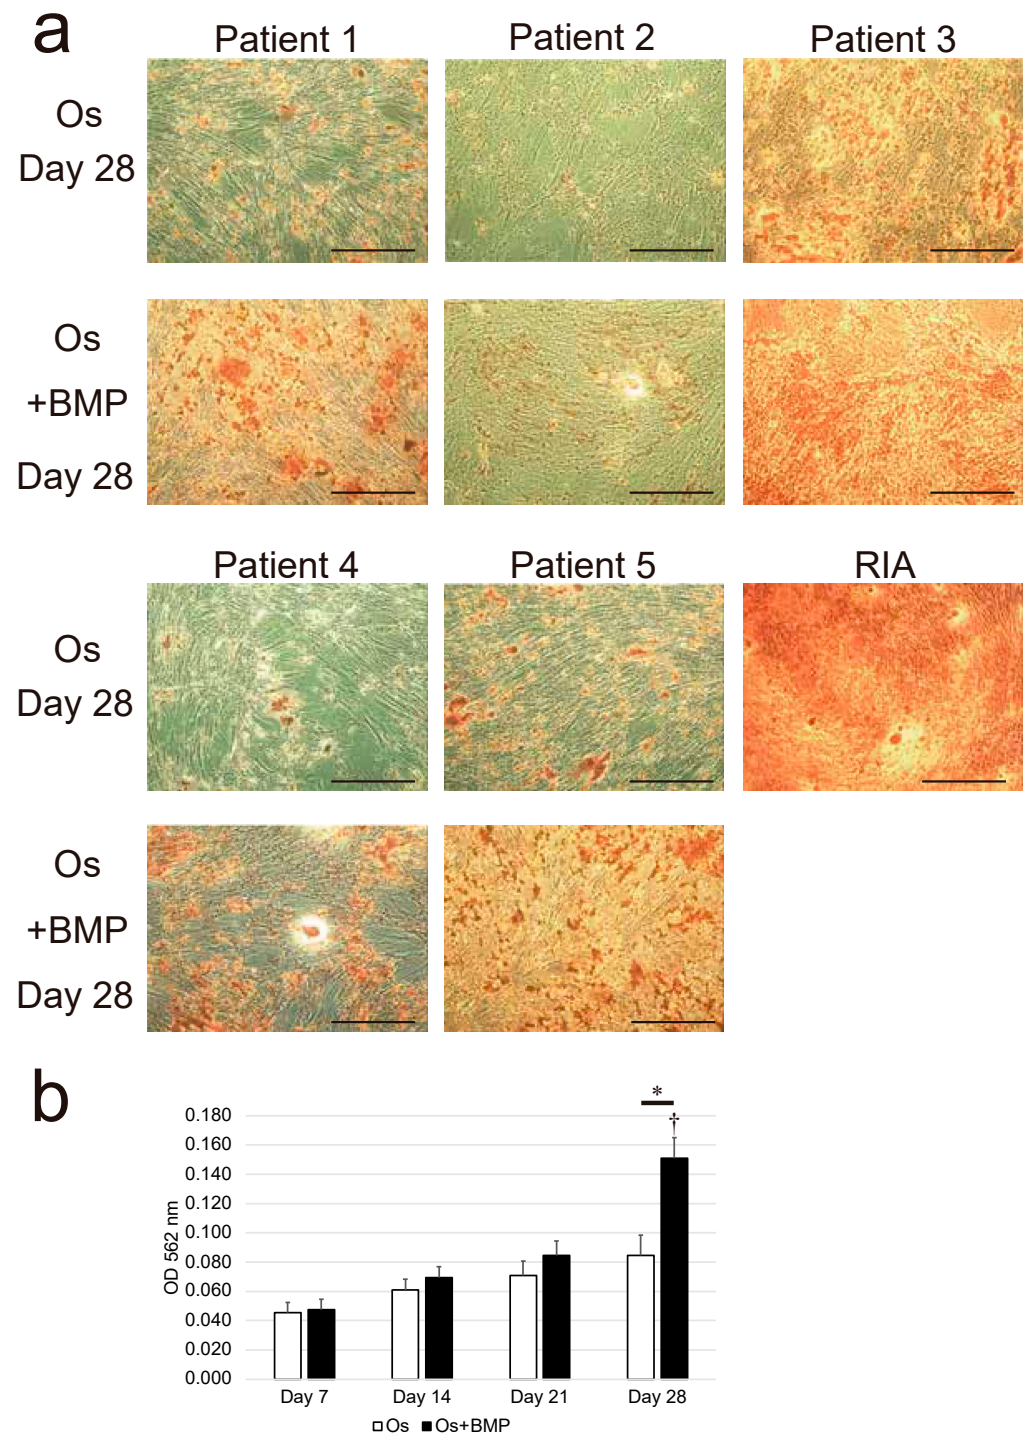 a
Patient 1
Patient 2
Patient 3
Os
Day 28
Os
+BMP
Day 28
Patient 4
Patient 5
RIA
Os
Day 28
Os
+BMP
Day 28
b
*
†
0.180
0.160
0.140
0.120
0.100
0.080
0.060
0.040
0.020
0.000
OD 562 nm
Day 7
Day 14
Day 21
Day 28
Os
Os+BMP